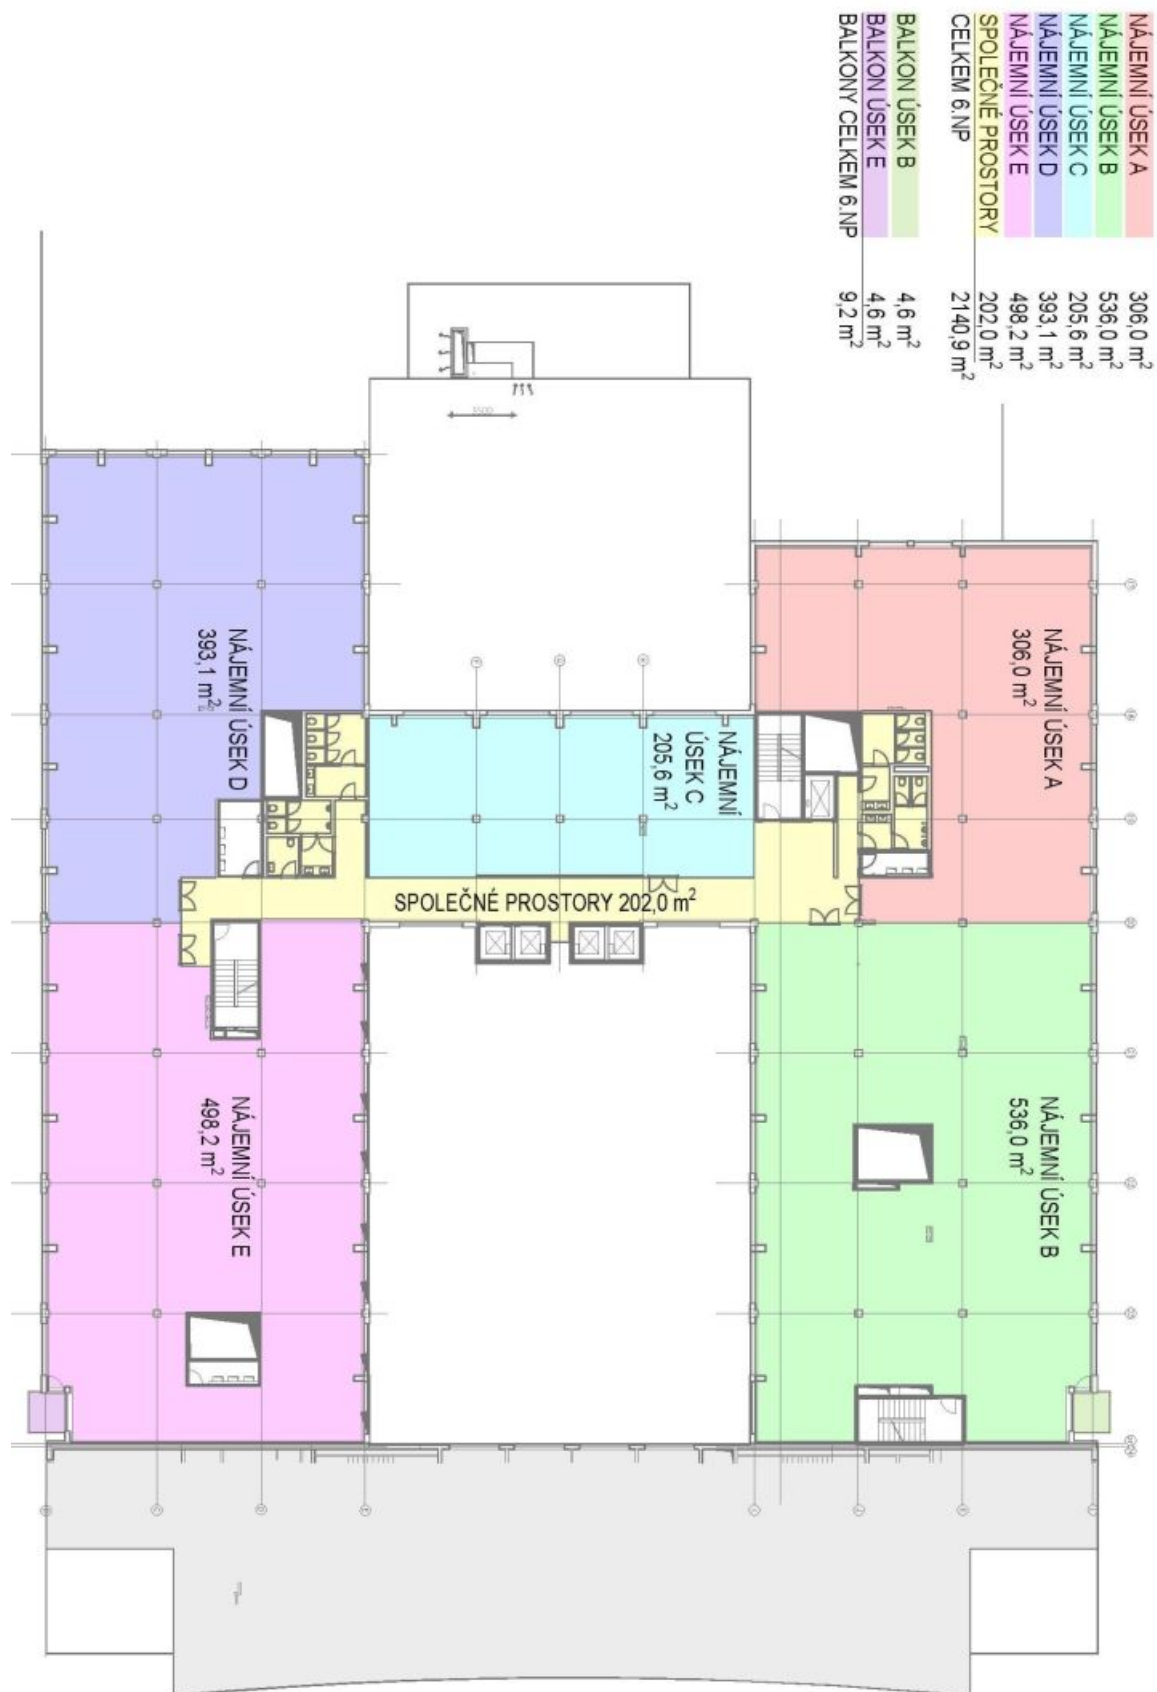 NÁJEMNÍ ÚSEK A 306,0 m²
NÁJEMNÍ ÚSEK B 536,0 m²
NÁJEMNÍ ÚSEK C 205,6 m²
NÁJEMNÍ ÚSEK D 393,1 m²
NÁJEMNÍ ÚSEK E 498,2 m²
SPOLEČNÉ PROSTORY 202,0 m²
CELKEM 6.NP 2140,9 m²
BALKON ÚSEK B 4,6 m²
BALKON ÚSEK E 4,6 m²
BALKONY CELKEM 6.NP 9,2 m²
NÁJEMNÍ ÚSEK A
306,0 m²
NÁJEMNÍ
ÚSEK C
205,6 m²
NÁJEMNÍ ÚSEK D
393,1 m²
SPOLEČNÉ PROSTORY 202,0 m²
NÁJEMNÍ ÚSEK B
536,0 m²
NÁJEMNÍ ÚSEK E
498,2 m²